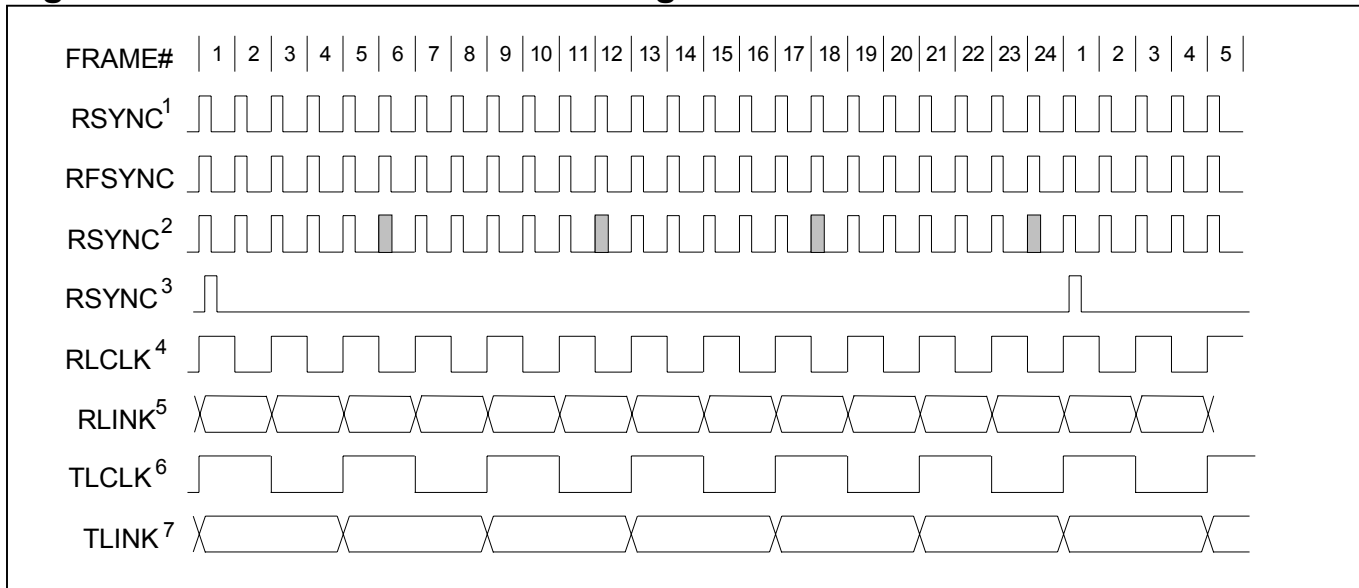 FRAME# 1 2 3 4 5 6 7 8 9 10 11 12 13 14 15 16 17 18 19 20 21 22 23 24 1 2 3 4 5
RSYNC1
RFSYNC
RSYNC2
RSYNC3
RLCLK4
RLINK5
TLCLK6
TLINK7